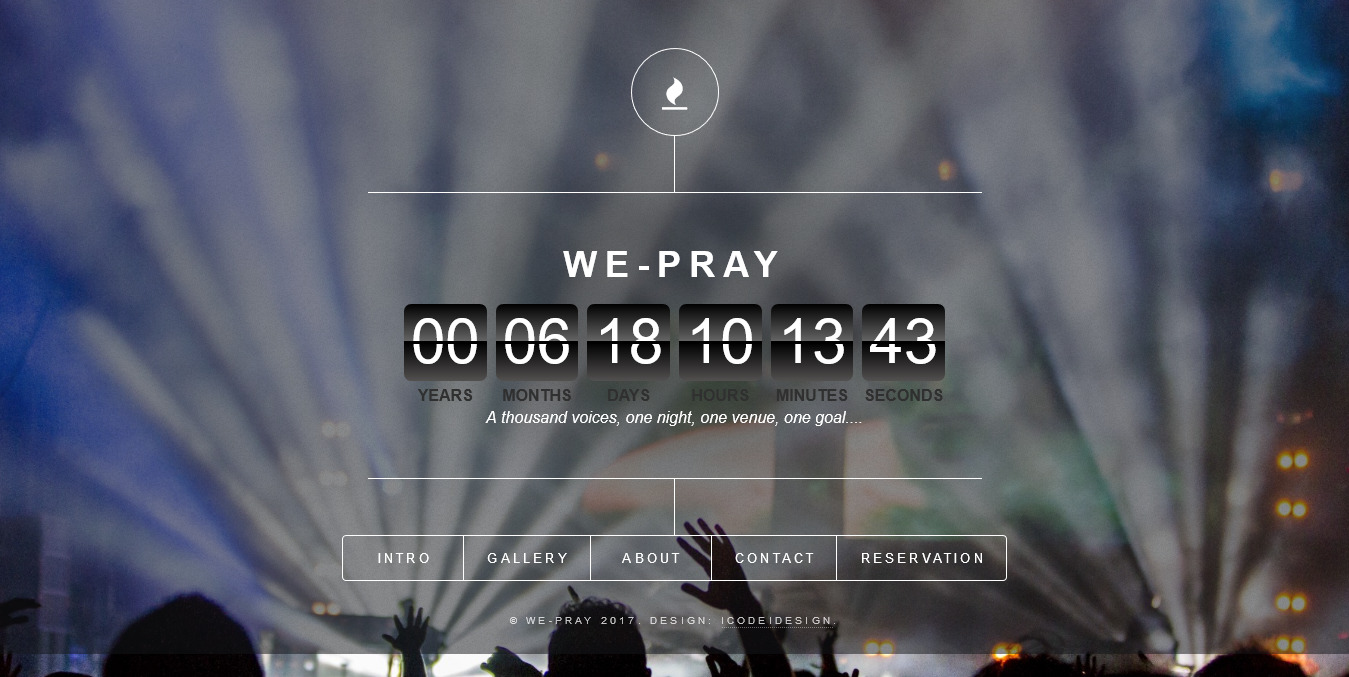 WE-PRAY
00 06 18 10 13 43
YEARS MONTHS DAYS HOURS MINUTES SECONDS
A thousand voices, one night, one venue, one goal....
INTRO GALLERY ABOUT CONTACT RESERVATION
© WE-PRAY 2017. DESIGN: ICODEIDESIGN.